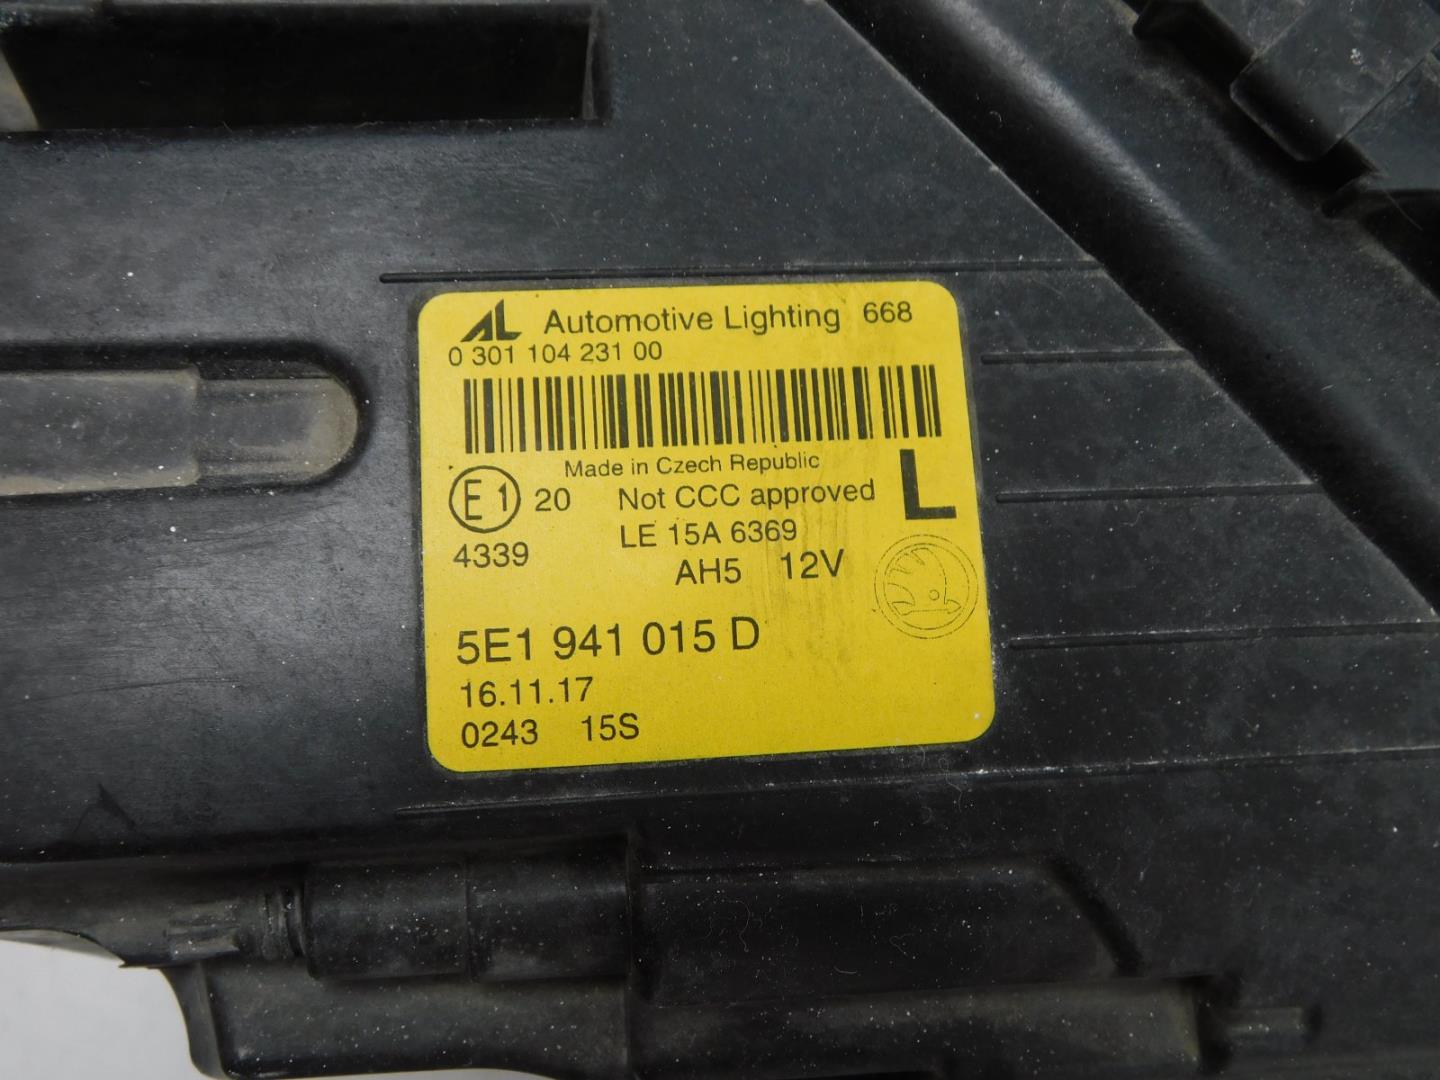 AL Automotive Lighting 668
0 301 104 231 00
Made in Czech Republic
E1 20 Not CCC approved L
4339 LE 15A 6369
AH5 12V
5E1 941 015 D
16.11.17
0243 15S